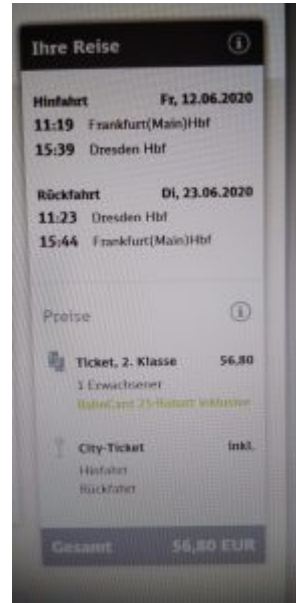 Ihre Reise
Hinfahrt Fr, 12.06.2020
11:19 Frankfurt(Main)Hbf
15:39 Dresden Hbf
Rückfahrt Di, 23.06.2020
11:23 Dresden Hbf
15:44 Frankfurt(Main)Hbf
Preise
Ticket, 2. Klasse 56,80
1 Erwachsener
BahnCard 25-Rabatt inklusive
City-Ticket inkl.
Hinfahrt
Rückfahrt
Gesamt 56,80 EUR